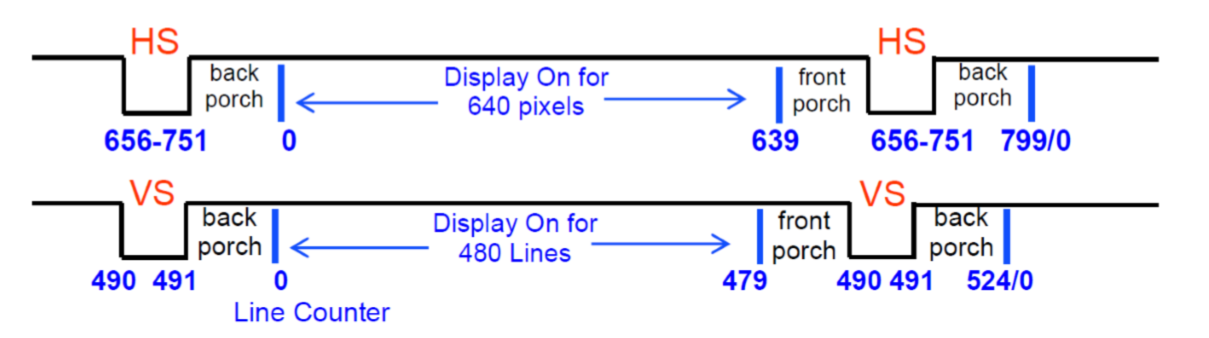 HS HS
back porch
Display On for
640 pixels
front porch
back porch
656-751 0 639 656-751 799/0
VS VS
back porch
Display On for
480 Lines
front porch
back porch
490 491 0 479 490 491 524/0
Line Counter